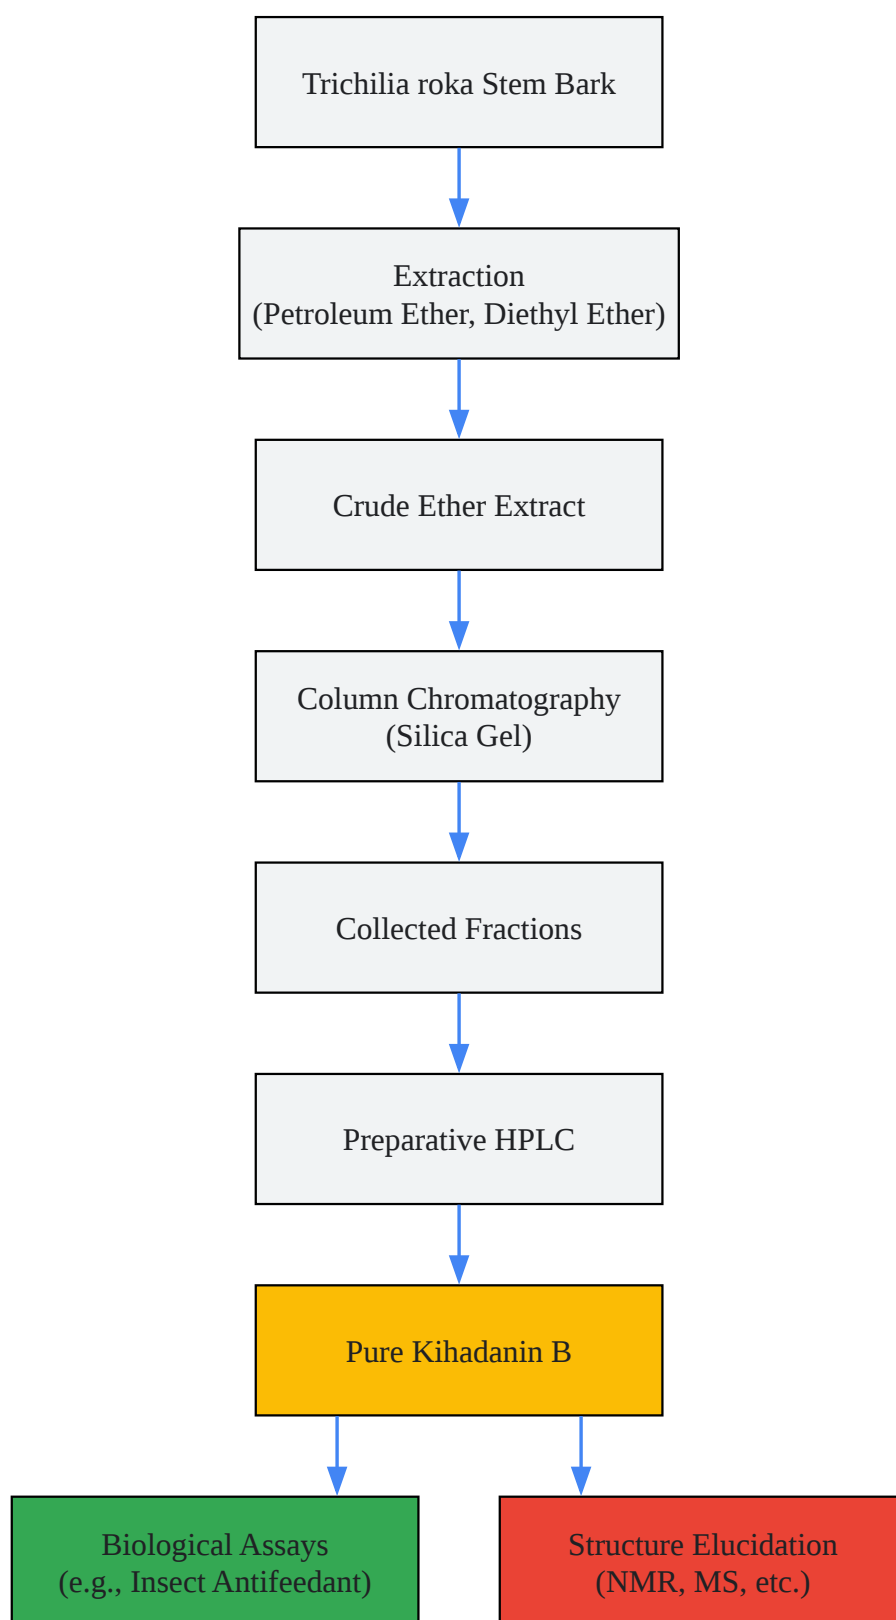 Trichilia roka Stem Bark
Extraction
(Petroleum Ether, Diethyl Ether)
Crude Ether Extract
Column Chromatography
(Silica Gel)
Collected Fractions
Preparative HPLC
Pure Kihadanin B
Biological Assays
(e.g., Insect Antifeedant)
Structure Elucidation
(NMR, MS, etc.)